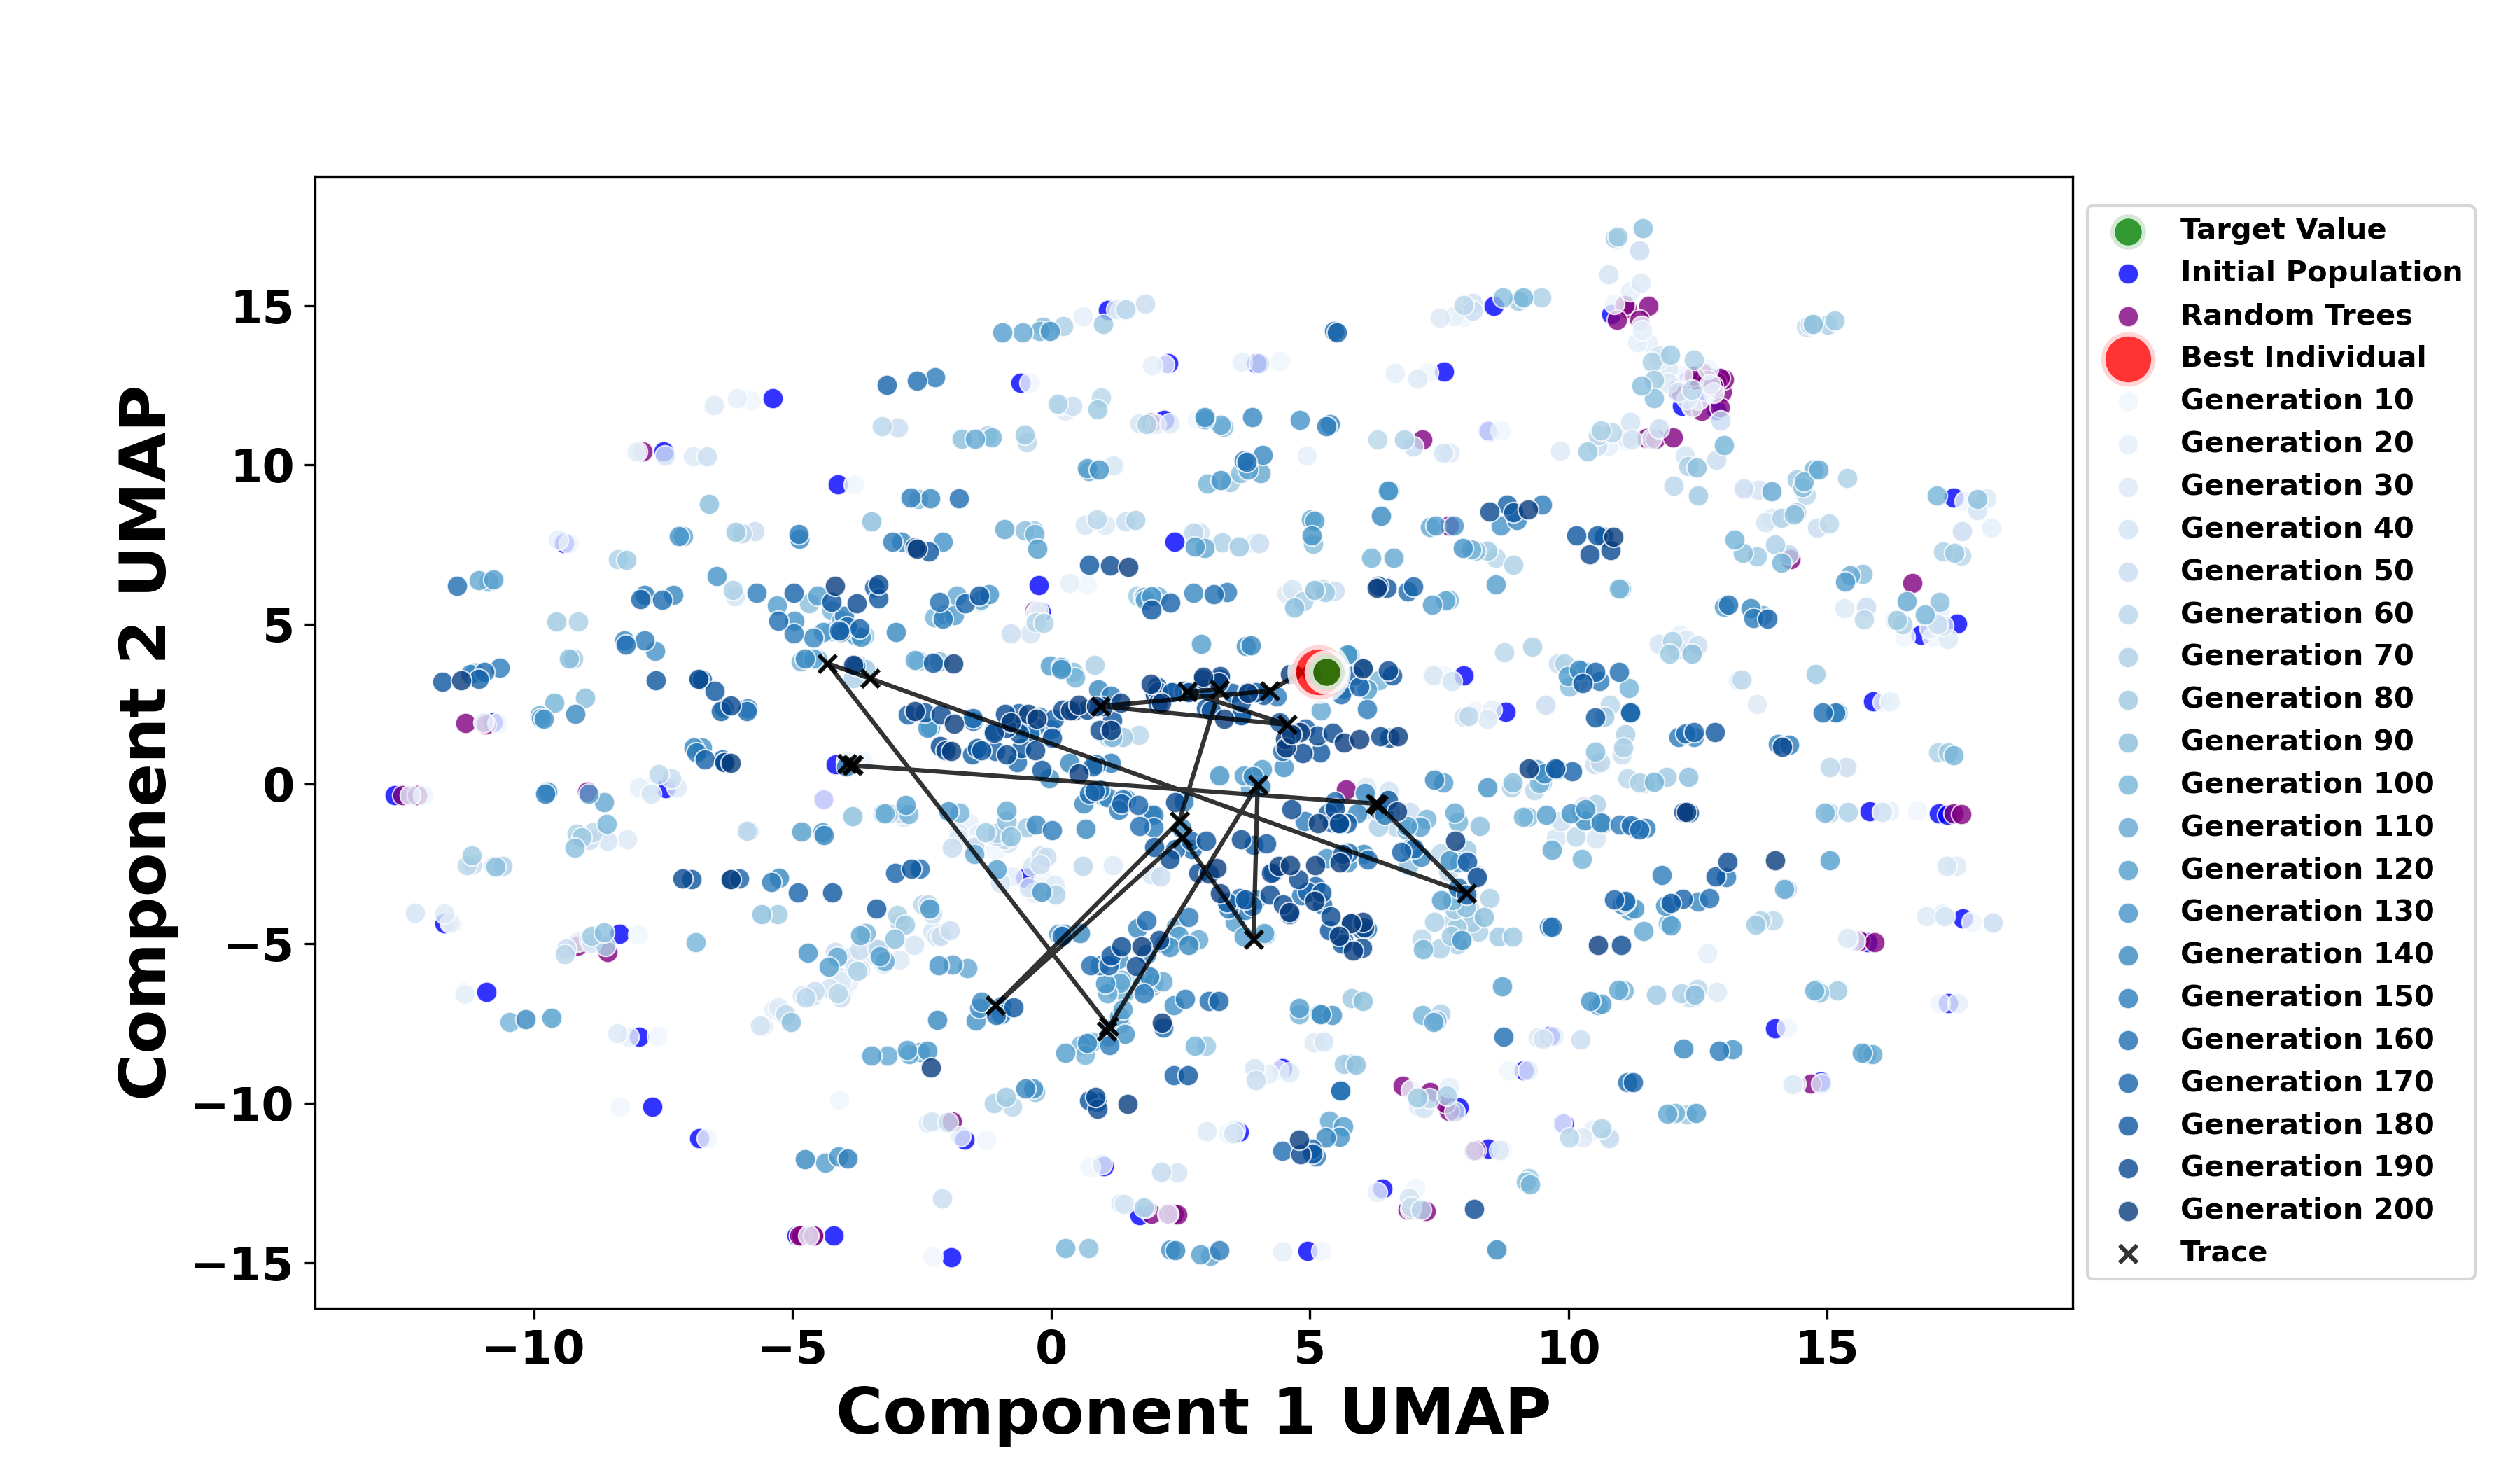 Component 2 UMAP
15
10
5
0
−5
−10
−15
−10
−5
0
5
10
15
Component 1 UMAP
Target Value
Initial Population
Random Trees
Best Individual
Generation 10
Generation 20
Generation 30
Generation 40
Generation 50
Generation 60
Generation 70
Generation 80
Generation 90
Generation 100
Generation 110
Generation 120
Generation 130
Generation 140
Generation 150
Generation 160
Generation 170
Generation 180
Generation 190
Generation 200
Trace